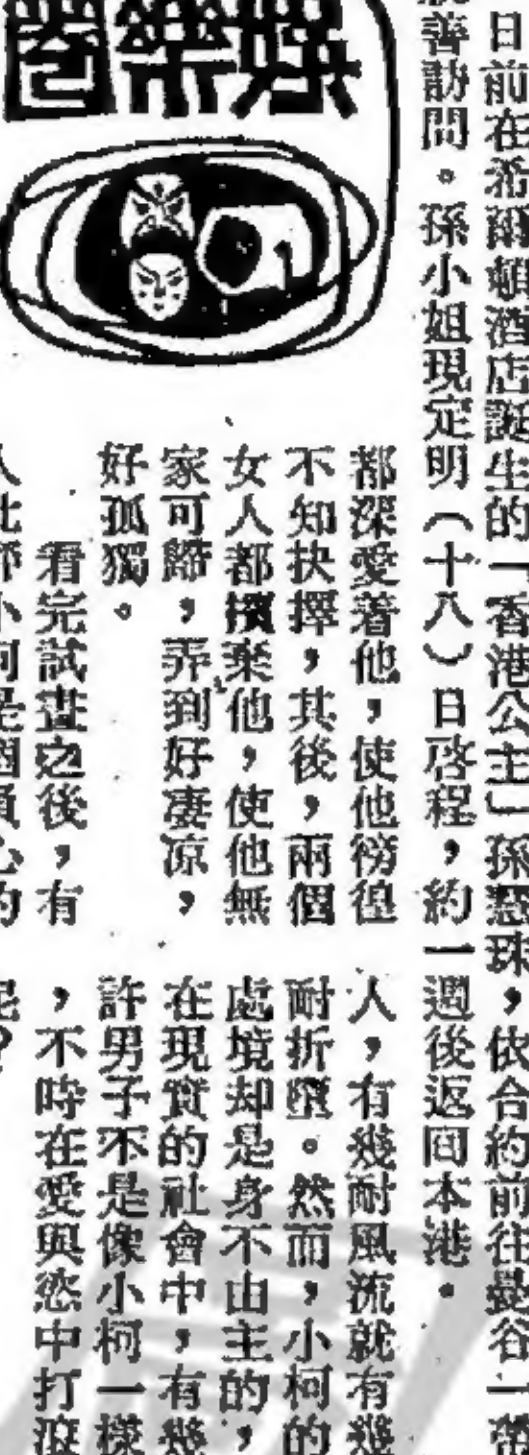 日前在希爾頓酒店誕生的「香港公主」孫慧珠，依合約前往曼谷一
善訪問。孫小姐現定明（十八）日啓程，約一週後返囘本港。
娛樂圈
都深愛着他，使他徬徨
不知抉擇，其後，兩個
女人都擯棄他，使他無
家可歸，弄到好凄凉，
好孤獨。
看完試畫之後，有
人，有幾耐風流就有幾
耐折墮。然而，小柯的
處境却是身不由主的，
在現實的社會中，有幾
許男子不是像小柯一樣
，不時在愛與慾中打滾